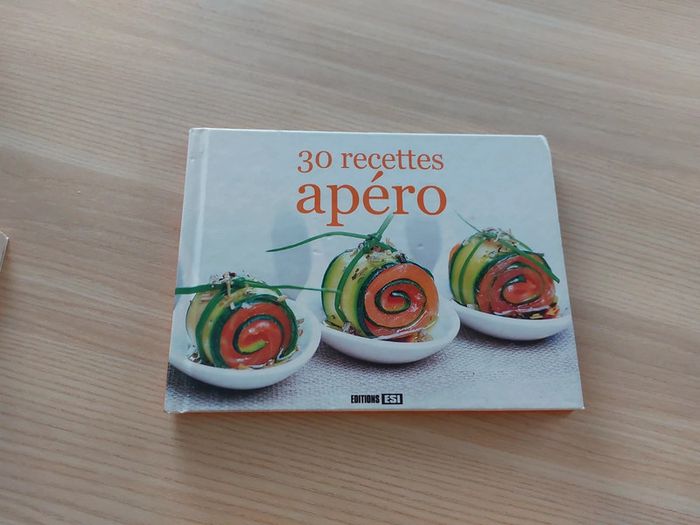 30 recettes
apéro
EDITIONS ESI